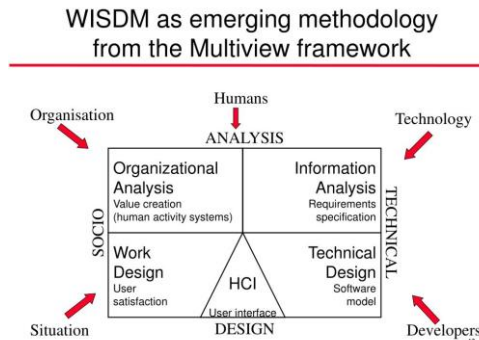 WISDM as emerging methodology
from the Multiview framework
Humans
Organisation
Technology
ANALYSIS
Organizational
Analysis
Value creation
(human activity systems)
Information
Analysis
Requirements
specification
SOCIO
TECHNICAL
Work
Design
User
satisfaction
HCI
User interface
Technical
Design
Software
model
DESIGN
Situation
Developers